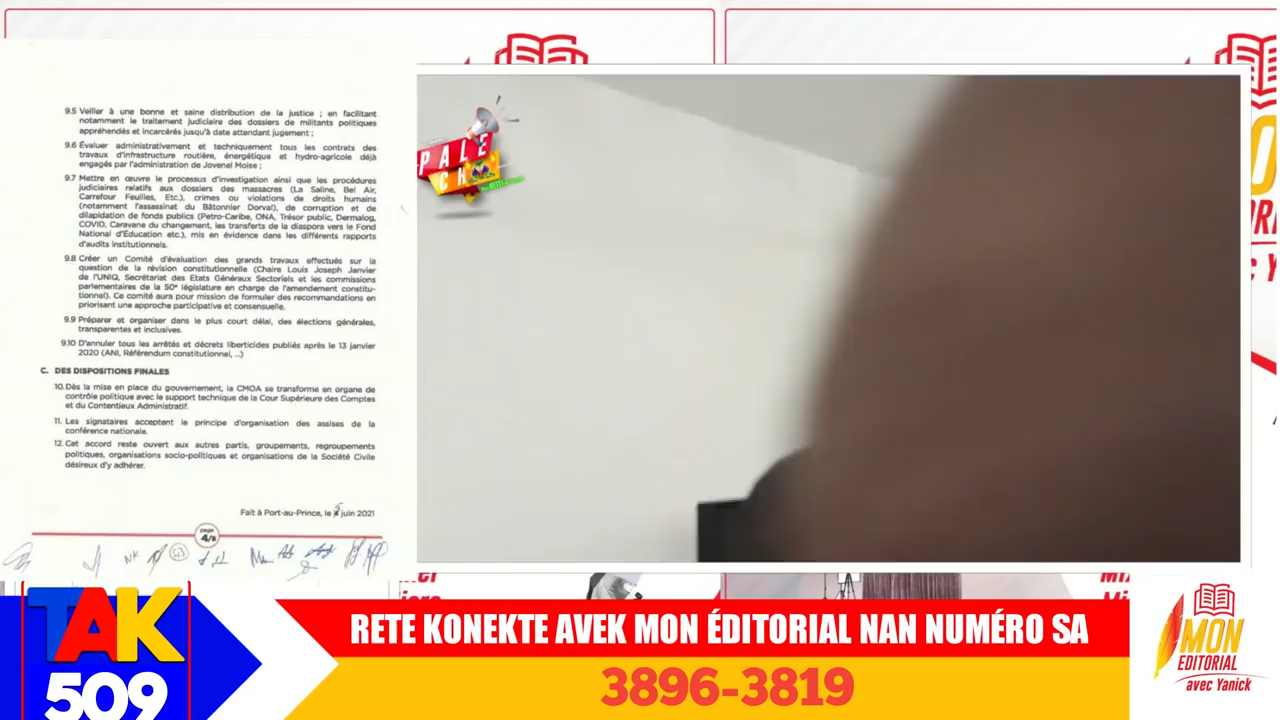 9.5 Veiller à une bonne et saine distribution de la justice ; en facilitant
notamment le traitement judiciaire des dossiers de militants politiques
appréhendés et incarcérés jusqu'à date attendant jugement ;
9.6 Évaluer administrativement et techniquement tous les contrats des
travaux d'infrastructure routière, énergétique et hydro-agricole déjà
engagés par l'administration de Jovenel Moise ;
9.7 Mettre en œuvre le processus d'investigation ainsi que les procédures
judiciaires relatifs aux dossiers des massacres (La Saline, Bel Air,
Carrefour Feuilles, Etc.), crimes ou violations de droits humains
(notamment l'assassinat du Bâtonnier Dorval), de corruption et de
dilapidation de fonds publics (Petro-Caribe, ONA, Trésor public, Dermalog,
COVID, Caravane du changement, les transferts de la diaspora vers le Fond
National d'Éducation etc.), mis en évidence dans les différents rapports
d'audits institutionnels.
9.8 Créer un Comité d'évaluation des grands travaux effectués sur la
question de la révision constitutionnelle (Chaire Louis Joseph Janvier
de l'UNIQ, Secrétariat des Etats Généraux Sectoriels et les commissions
parlementaires de la 50e législature en charge de l'amendement constitu-
tionnel). Ce comité aura pour mission de formuler des recommandations en
priorisant une approche participative et consensuelle.
9.9 Préparer et organiser dans le plus court délai, des élections générales,
transparentes et inclusives.
9.10 D'annuler tous les arrêtés et décrets liberticides publiés après le 13 janvier
2020 (ANI, Référendum constitutionnel, ...)
C. DES DISPOSITIONS FINALES
10. Dès la mise en place du gouvernement, la CMOA se transforme en organe de
contrôle politique avec le support technique de la Cour Supérieure des Comptes
et du Contentieux Administratif.
11. Les signataires acceptent le principe d'organisation des assises de la
conférence nationale.
12. Cet accord reste ouvert aux autres partis, groupements, regroupements
politiques, organisations socio-politiques et organisations de la Société Civile
désireux d'y adhérer.
Fait à Port-au-Prince, le juin 2021
page
4/5
PALE
CH
TAK
509
RETE KONEKTE AVEK MON ÉDITORIAL NAN NUMÉRO SA
3896-3819
MON
EDITORIAL
avec Yanick
MON